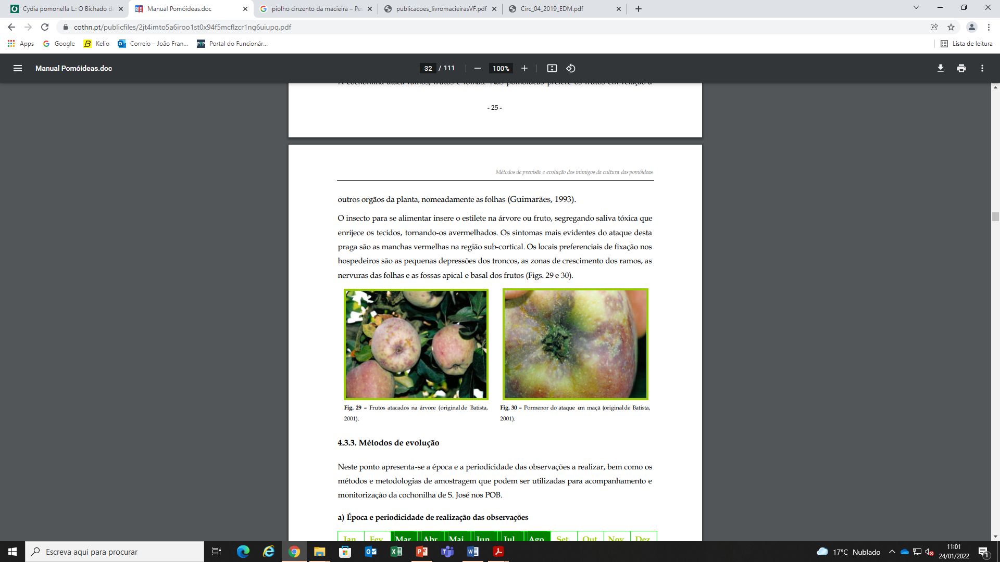 Cydia pomonella L.: O Bichado d
Manual Pomóideas.doc
piolho cinzento da macieira – Pes
publicacoes_livromacieirasVF.pdf
Circ_04_2019_EDM.pdf
cothn.pt/publicfiles/2jt4imto5a6iroo1st0x94f5mcflzcr1ng6uiupq.pdf
Apps
Google
Kelio
Correio – João Fran...
PFP
Portal do Funcionár...
Lista de leitura
Manual Pomóideas.doc
32 / 111
100%
A cochonilha ataca ramos, frutos e folhas. Nas pomóideas prefere os frutos em relação a
- 25 -
Métodos de previsão e evolução dos inimigos da cultura das pomóideas
outros orgãos da planta, nomeadamente as folhas (Guimarães, 1993).
O insecto para se alimentar insere o estilete na árvore ou fruto, segregando saliva tóxica que
enrijece os tecidos, tornando-os avermelhados. Os sintomas mais evidentes do ataque desta
praga são as manchas vermelhas na região sub-cortical. Os locais preferenciais de fixação nos
hospedeiros são as pequenas depressões dos troncos, as zonas de crescimento dos ramos, as
nervuras das folhas e as fossas apical e basal dos frutos (Figs. 29 e 30).
Fig. 29 – Frutos atacados na árvore (original de Batista,
2001).
Fig. 30 – Pormenor do ataque em maçã (original de Batista,
2001).
4.3.3. Métodos de evolução
Neste ponto apresenta-se a época e a periodicidade das observações a realizar, bem como os
métodos e metodologias de amostragem que podem ser utilizadas para acompanhamento e
monitorização da cochonilha de S. José nos POB.
a) Época e periodicidade de realização das observações
Jan Fev Mar Abr Mai Jun Jul Ago Set Out Nov Dez
Escreva aqui para procurar
17°C Nublado
11:01
24/01/2022
1